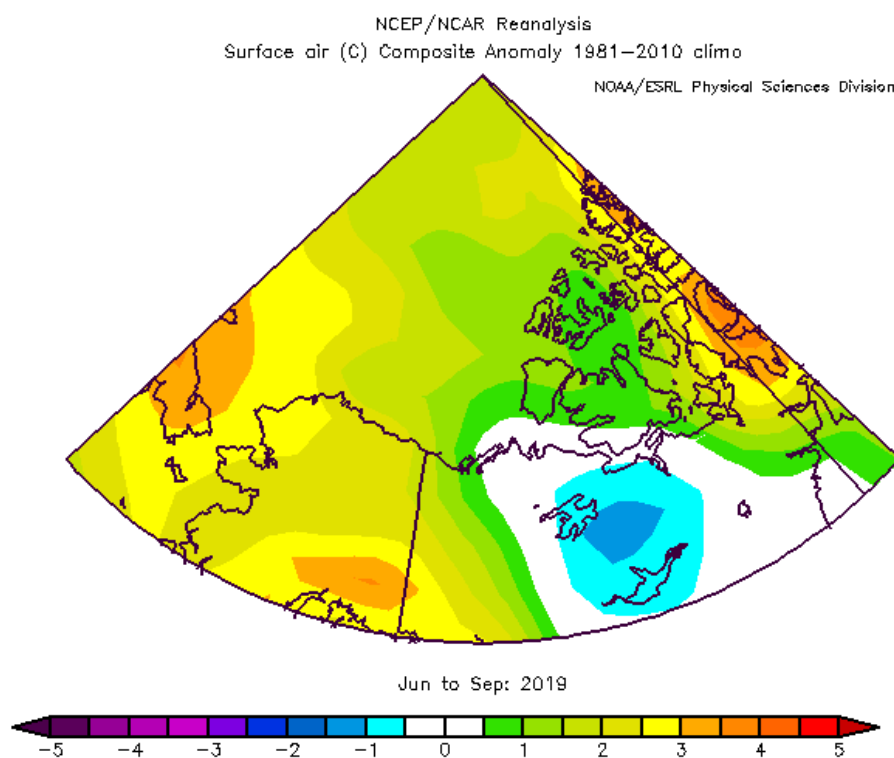 NCEP/NCAR Reanalysis
Surface air (C) Composite Anomaly 1981-2010 climo
NOAA/ESRL Physical Sciences Division
Jun to Sep: 2019
-5 -4 -3 -2 -1 0 1 2 3 4 5